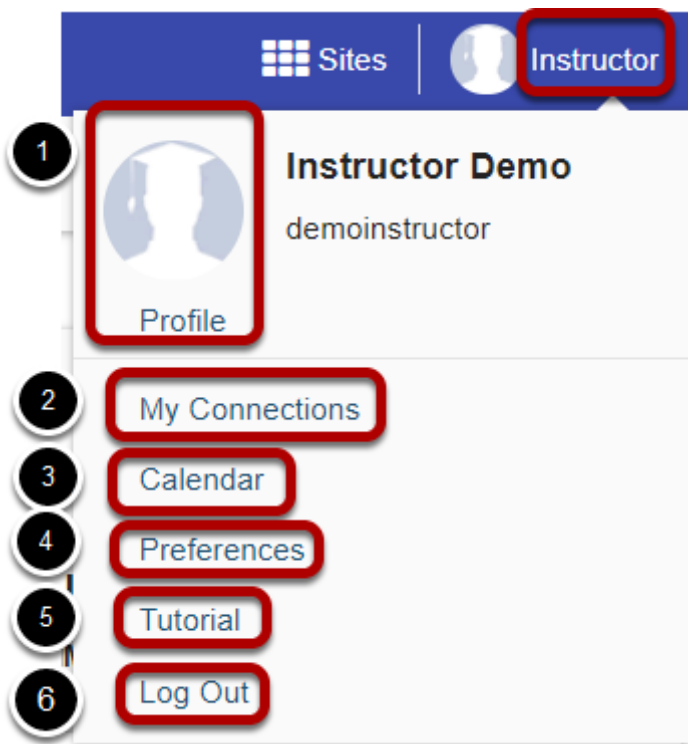 Sites
Instructor
1
Instructor Demo
demoinstructor
Profile
2
My Connections
3
Calendar
4
Preferences
5
Tutorial
6
Log Out